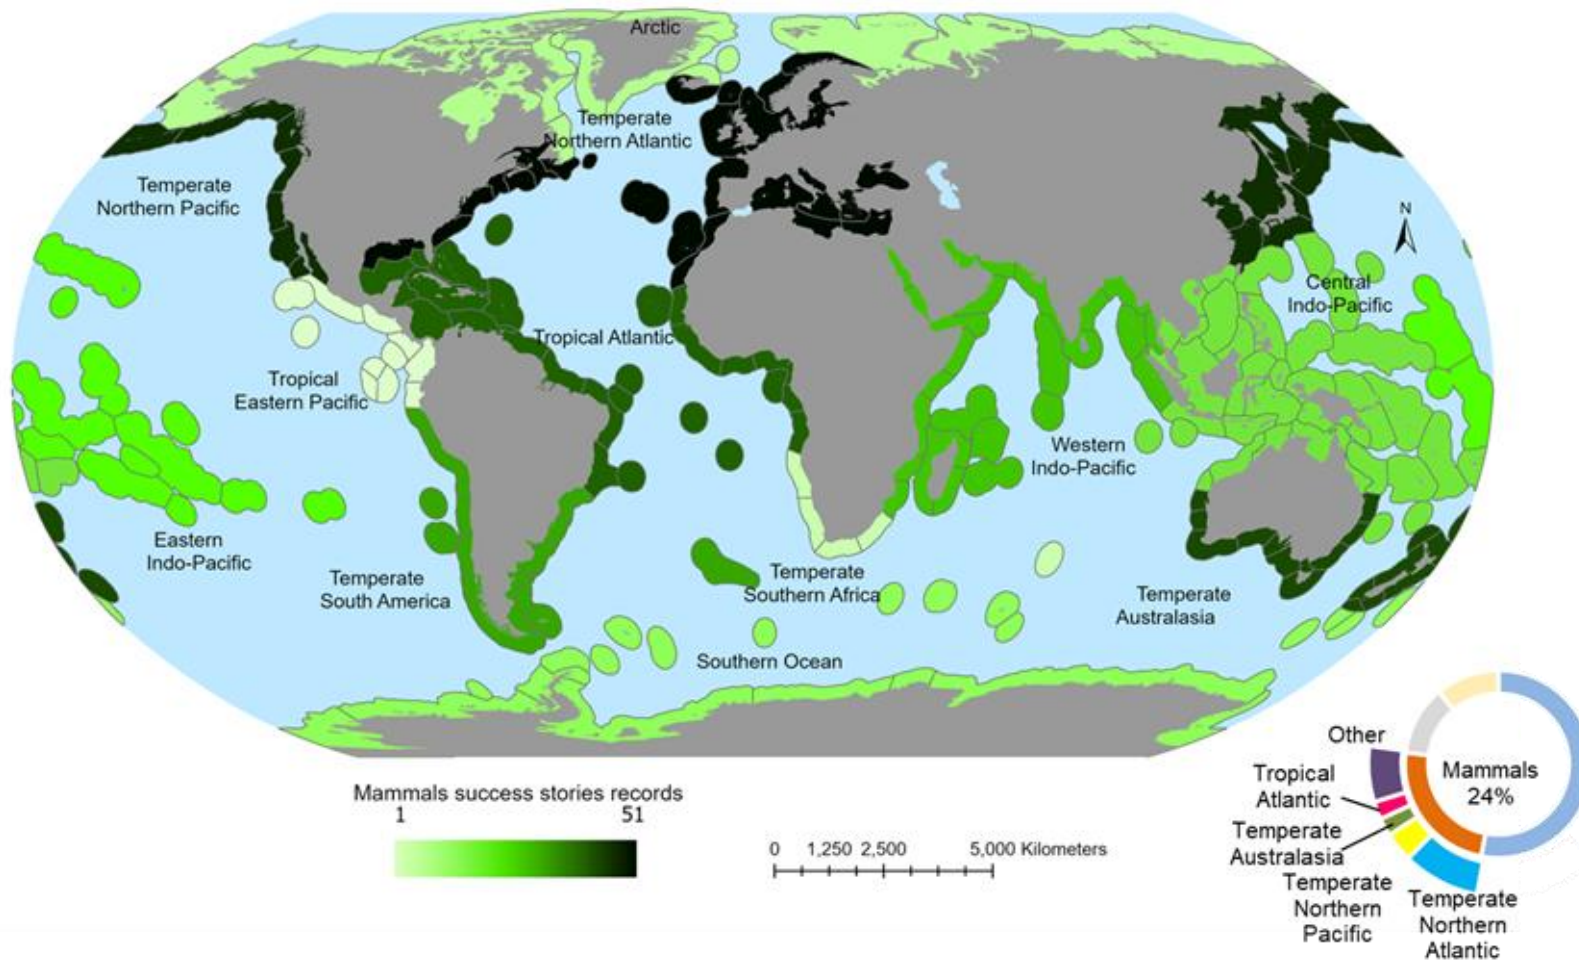 Arctic
Temperate
Northern Atlantic
Temperate
Northern Pacific
N
Central
Indo-Pacific
Tropical Atlantic
Tropical
Eastern Pacific
Western
Indo-Pacific
Eastern
Indo-Pacific
Temperate
South America
Temperate
Southern Africa
Temperate
Australasia
Southern Ocean
Mammals success stories records
1 51
0 1,250 2,500 5,000 Kilometers
Other
Tropical
Atlantic
Temperate
Australasia
Temperate
Northern
Pacific
Temperate
Northern
Atlantic
Mammals
24%